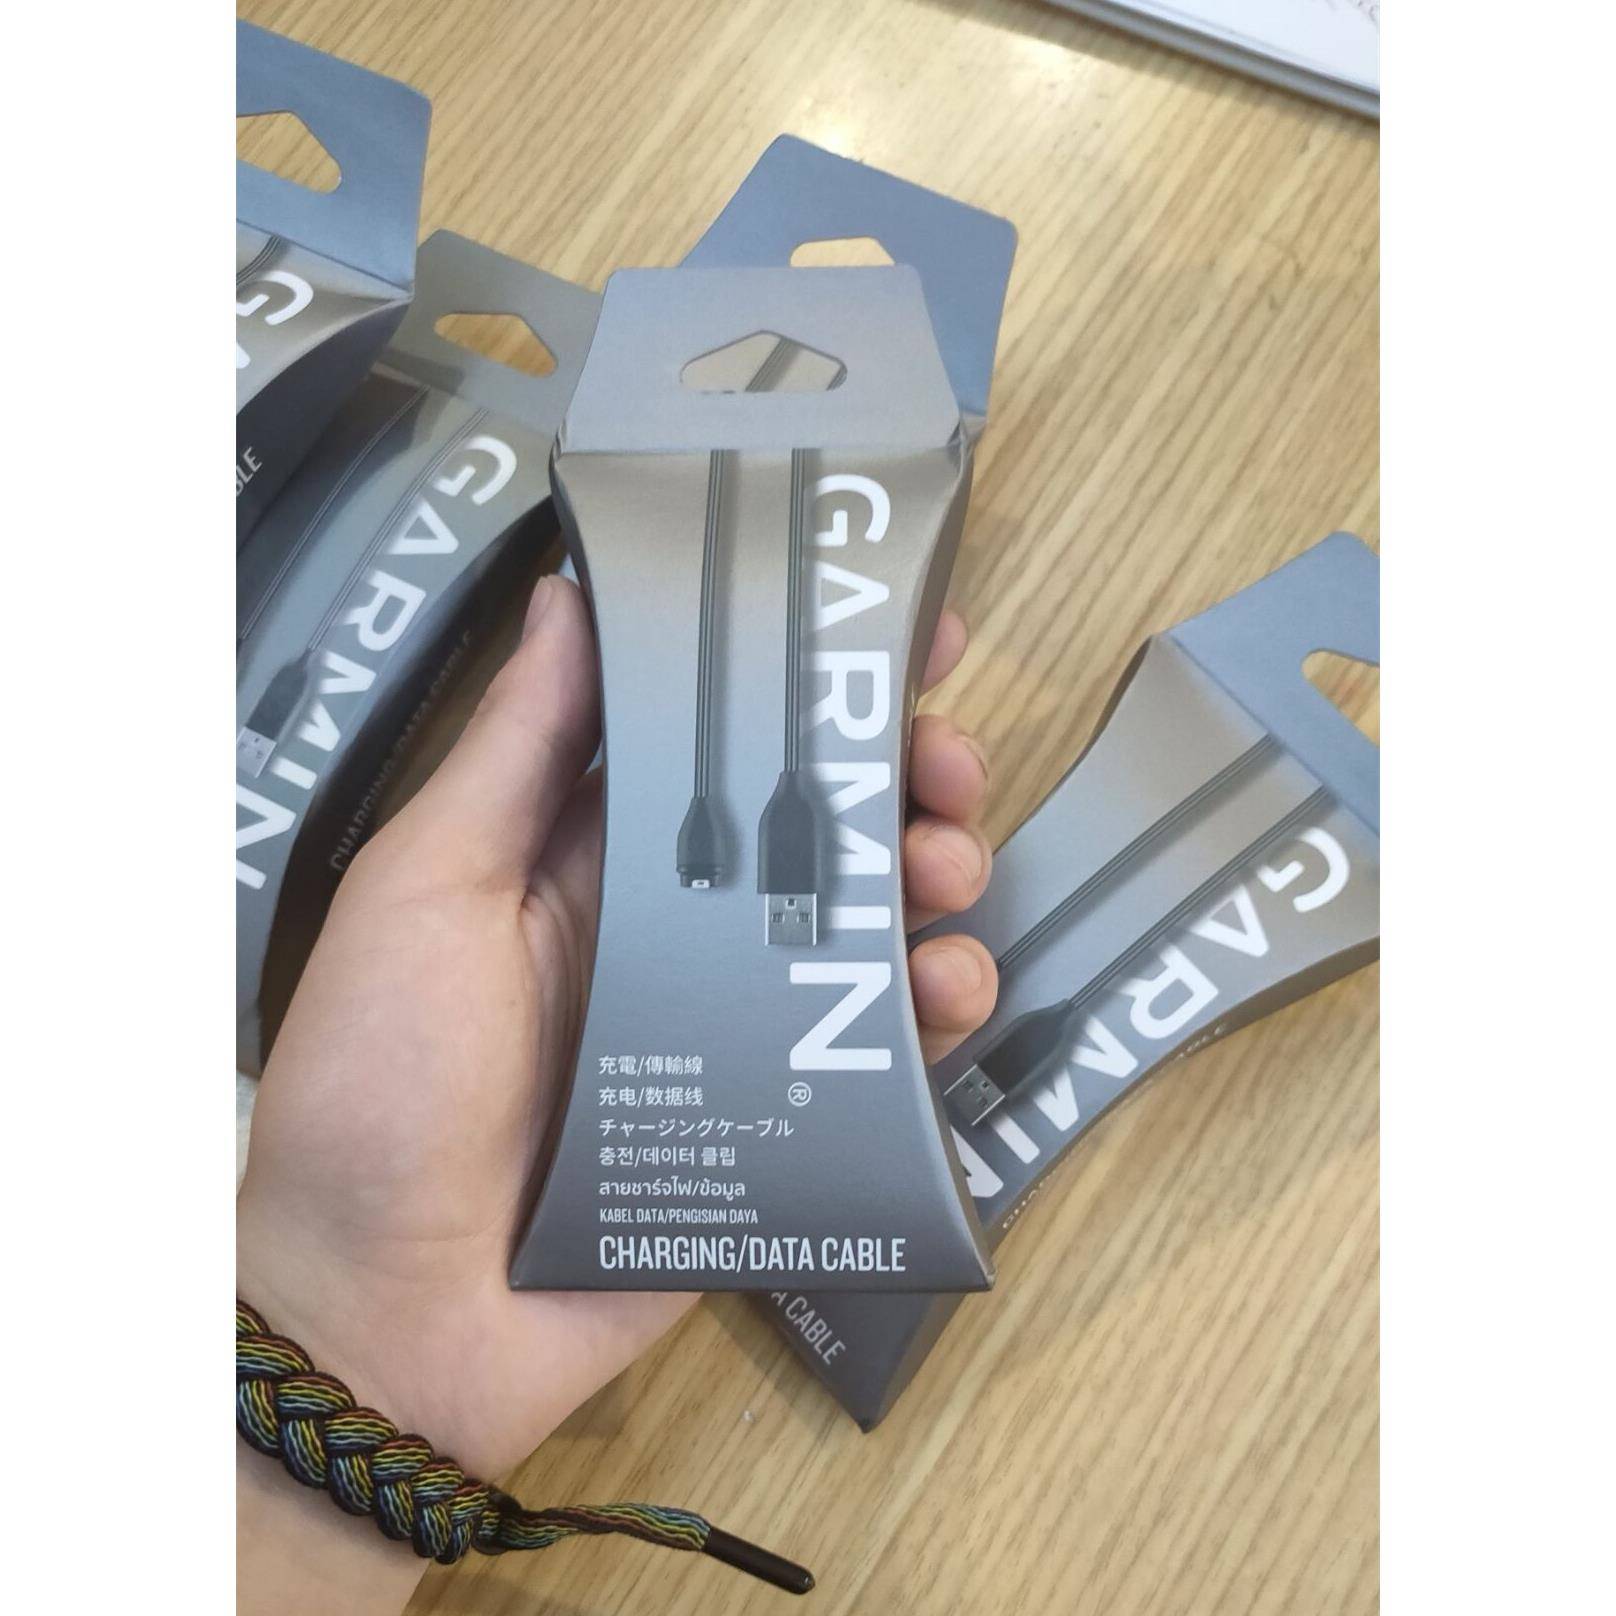 GARMIN®
充電/傳輸線
充电/数据线
チャージングケーブル
충전/데이터 클립
สายชาร์จไฟ/ข้อมูล
KABEL DATA/PENGISIAN DAYA
CHARGING/DATA CABLE
GARMIN
CHARGING/DATA CABLE
GARMIN
CABLE
A CABLE